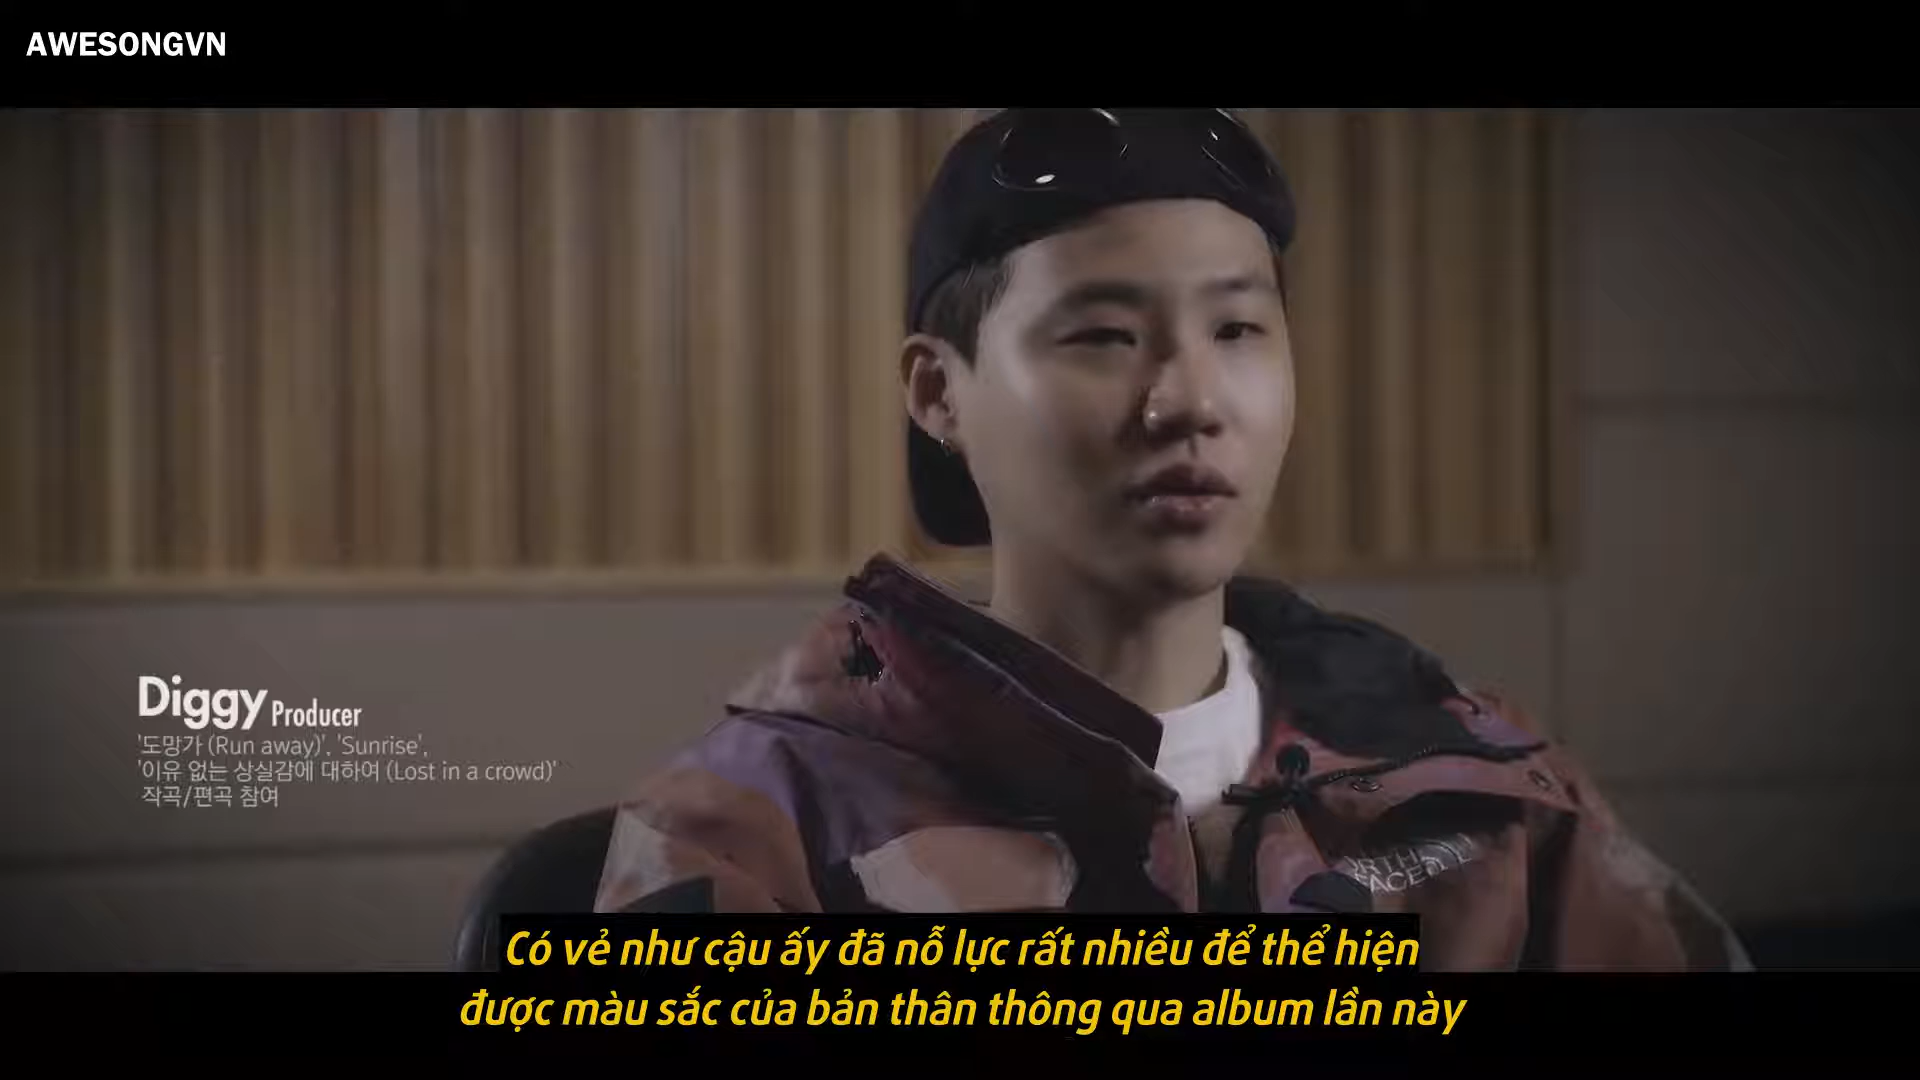 AWESONGVN
Diggy Producer
'도망가 (Run away)', 'Sunrise',
'이유 없는 상실감에 대하여 (Lost in a crowd)'
작곡/편곡 참여
ORTH
FACE
Có vẻ như cậu ấy đã nỗ lực rất nhiều để thể hiện
được màu sắc của bản thân thông qua album lần này